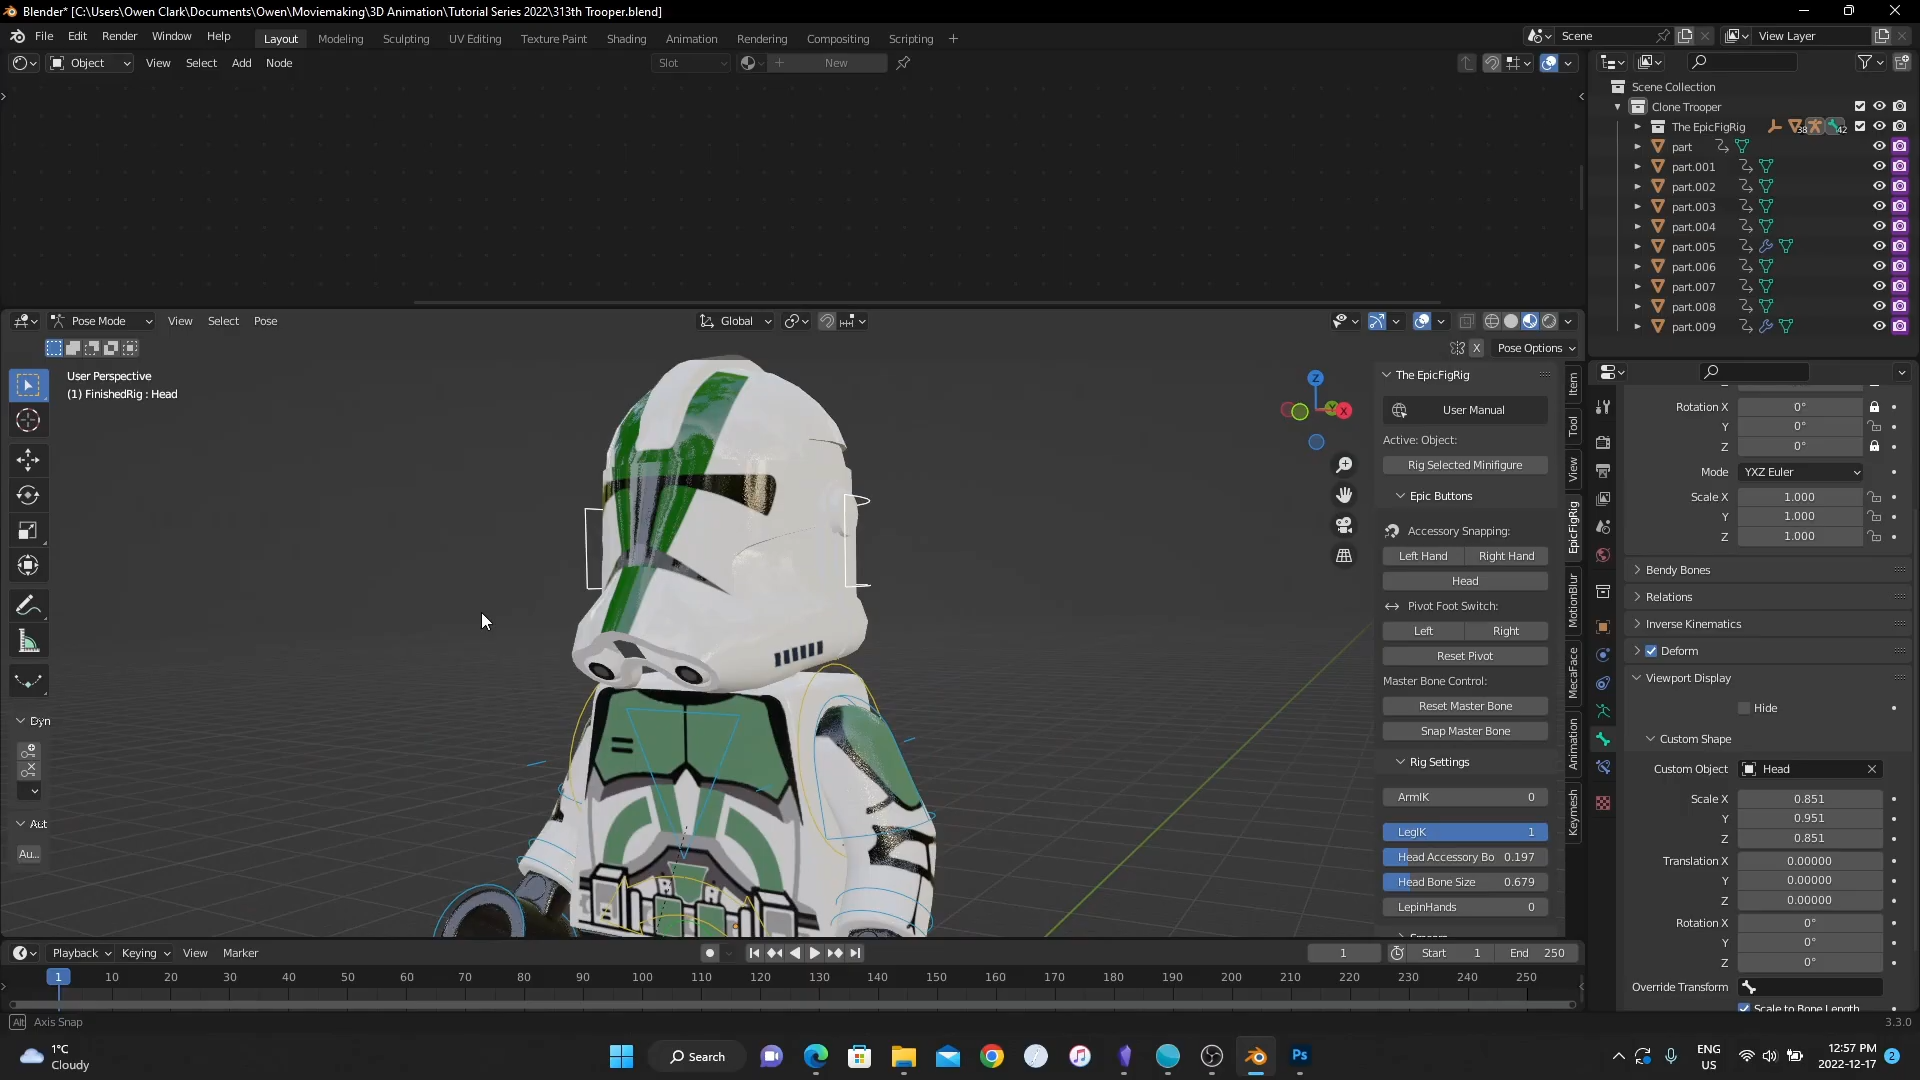 Blender* [C:\Users\Owen Clark\Documents\Owen\Moviemaking\3D Animation\Tutorial Series 2022\313th Trooper.blend]
File Edit Render Window Help Layout Modeling Sculpting UV Editing Texture Paint Shading Animation Rendering Compositing Scripting + Scene View Layer
Object View Select Add Node Slot New
Scene Collection
Clone Trooper
The EpicFigRig 38 42
part
part.001
part.002
part.003
part.004
part.005
part.006
part.007
part.008
part.009
Pose Mode View Select Pose Global
X Pose Options
User Perspective
(1) FinishedRig : Head
Z
Y
X
Dyn
Aut
Au...
The EpicFigRig
User Manual
Active: Object:
Rig Selected Minifigure
Epic Buttons
Accessory Snapping:
Left Hand Right Hand
Head
Pivot Foot Switch:
Left Right
Reset Pivot
Master Bone Control:
Reset Master Bone
Snap Master Bone
Rig Settings
ArmIK 0
LegIK 1
Head Accessory Bo 0.197
Head Bone Size 0.679
LepinHands 0
Item
Tool
View
EpicFigRig
MotionBlur
MecaFace
Animation
Keymesh
Rotation X 0°
Y 0°
Z 0°
Mode YXZ Euler
Scale X 1.000
Y 1.000
Z 1.000
Bendy Bones
Relations
Inverse Kinematics
Deform
Viewport Display
Hide
Custom Shape
Custom Object Head
Scale X 0.851
Y 0.951
Z 0.851
Translation X 0.00000
Y 0.00000
Z 0.00000
Rotation X 0°
Y 0°
Z 0°
Override Transform
Scale to Bone Length
Playback Keying View Marker 1 Start 1 End 250
1 10 20 30 40 50 60 70 80 90 100 110 120 130 140 150 160 170 180 190 200 210 220 230 240 250
Alt Axis Snap
3.3.0
1°C
Cloudy
Search
Ps
ENG
US
12:57 PM
2022-12-17
2